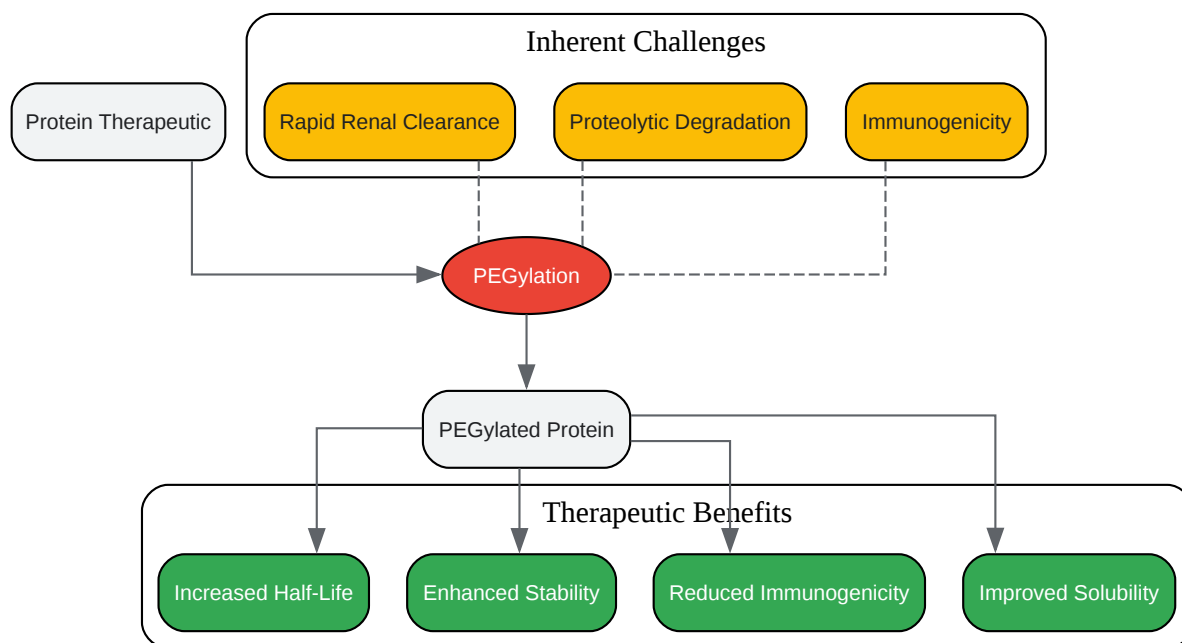 Inherent Challenges
Protein Therapeutic
Rapid Renal Clearance
Proteolytic Degradation
Immunogenicity
PEGylation
PEGylated Protein
Therapeutic Benefits
Increased Half-Life
Enhanced Stability
Reduced Immunogenicity
Improved Solubility